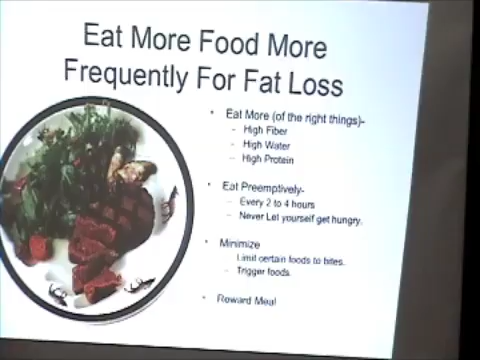 Eat More Food More
Frequently For Fat Loss
• Eat More (of the right things)-
– High Fiber
– High Water
– High Protein
• Eat Preemptively-
– Every 2 to 4 hours
– Never Let yourself get hungry.
• Minimize
– Limit certain foods to bites.
– Trigger foods.
• Reward Meal